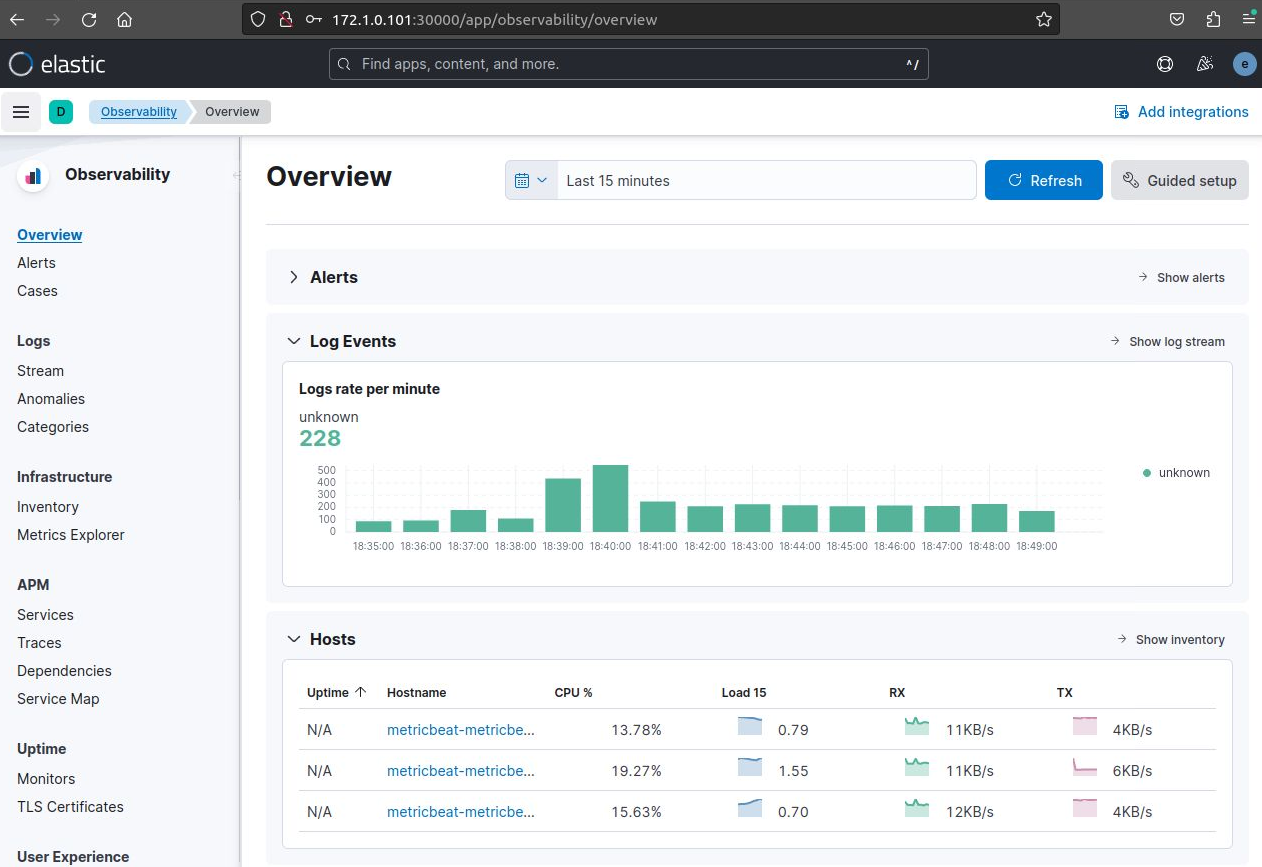 172.1.0.101:30000/app/observability/overview
elastic
Find apps, content, and more.
^/
e
D
Observability
Overview
Add integrations
Observability
Overview
Alerts
Cases
Logs
Stream
Anomalies
Categories
Infrastructure
Inventory
Metrics Explorer
APM
Services
Traces
Dependencies
Service Map
Uptime
Monitors
TLS Certificates
User Experience
Overview
Last 15 minutes
Refresh
Guided setup
Alerts
Show alerts
Log Events
Show log stream
Logs rate per minute
unknown
228
500
400
300
200
100
0
18:35:00 18:36:00 18:37:00 18:38:00 18:39:00 18:40:00 18:41:00 18:42:00 18:43:00 18:44:00 18:45:00 18:46:00 18:47:00 18:48:00 18:49:00
unknown
Hosts
Show inventory
Uptime Hostname CPU % Load 15 RX TX
N/A metricbeat-metricbe... 13.78% 0.79 11KB/s 4KB/s
N/A metricbeat-metricbe... 19.27% 1.55 11KB/s 6KB/s
N/A metricbeat-metricbe... 15.63% 0.70 12KB/s 4KB/s